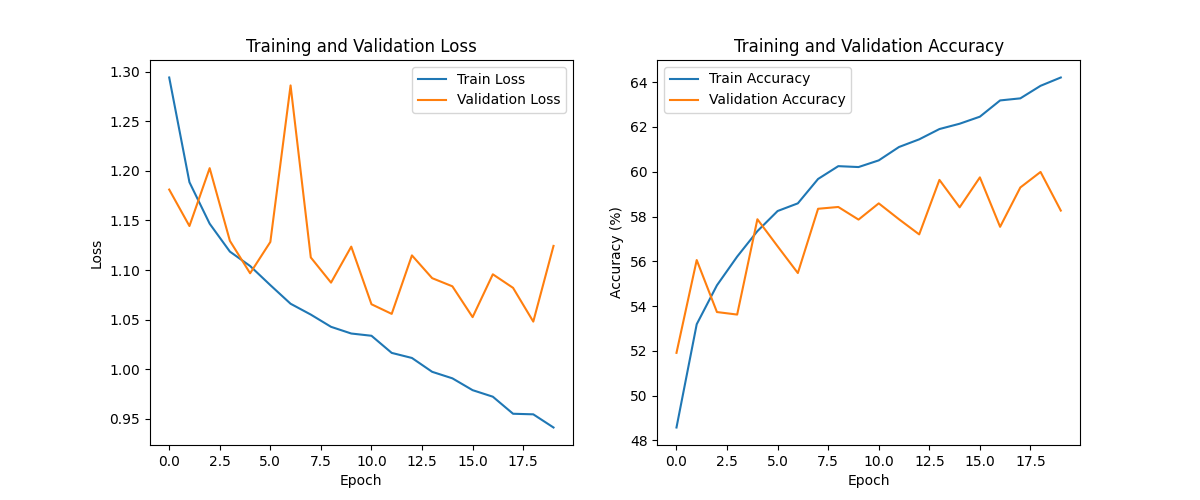 Training and Validation Loss
Train Loss
Validation Loss
1.30
1.25
1.20
1.15
1.10
1.05
1.00
0.95
Loss
0.0 2.5 5.0 7.5 10.0 12.5 15.0 17.5
Epoch
Training and Validation Accuracy
Train Accuracy
Validation Accuracy
64
62
60
58
56
54
52
50
48
Accuracy (%)
0.0 2.5 5.0 7.5 10.0 12.5 15.0 17.5
Epoch